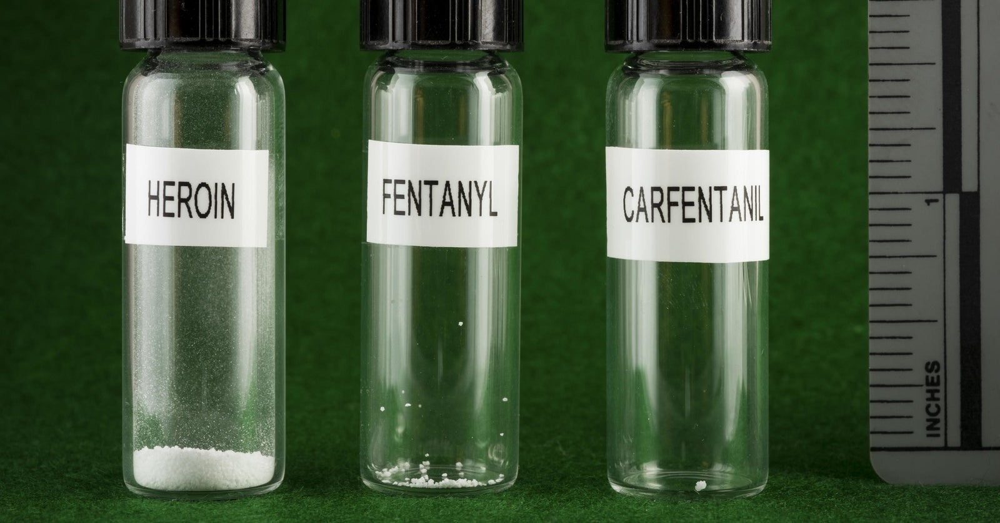 HEROIN
FENTANYL
CARFENTANIL
1
INCHES